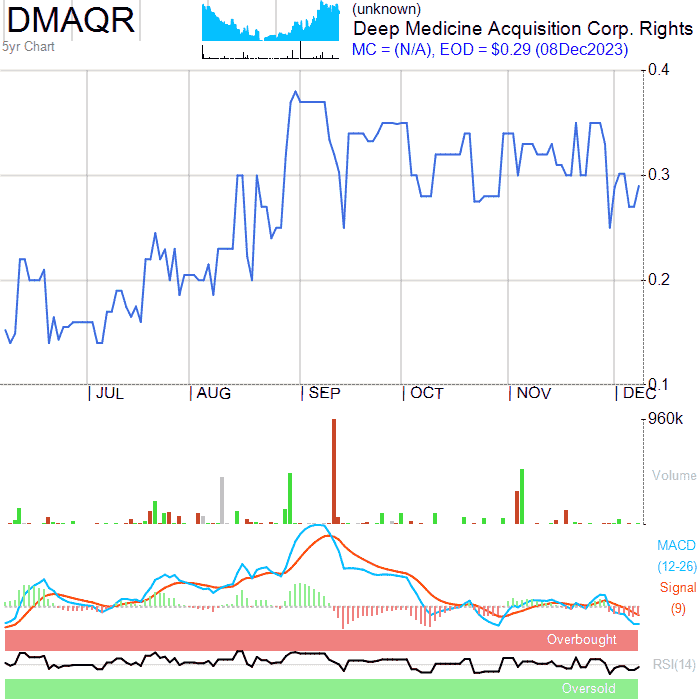 DMAQR
5yr Chart
(unknown)
Deep Medicine Acquisition Corp. Rights
MC = (N/A), EOD = $0.29 (08Dec2023)
0.4
0.3
0.2
0.1
JUL AUG SEP OCT NOV DEC
960k
Volume
MACD
(12-26)
Signal
(9)
Overbought
RSI(14)
Oversold